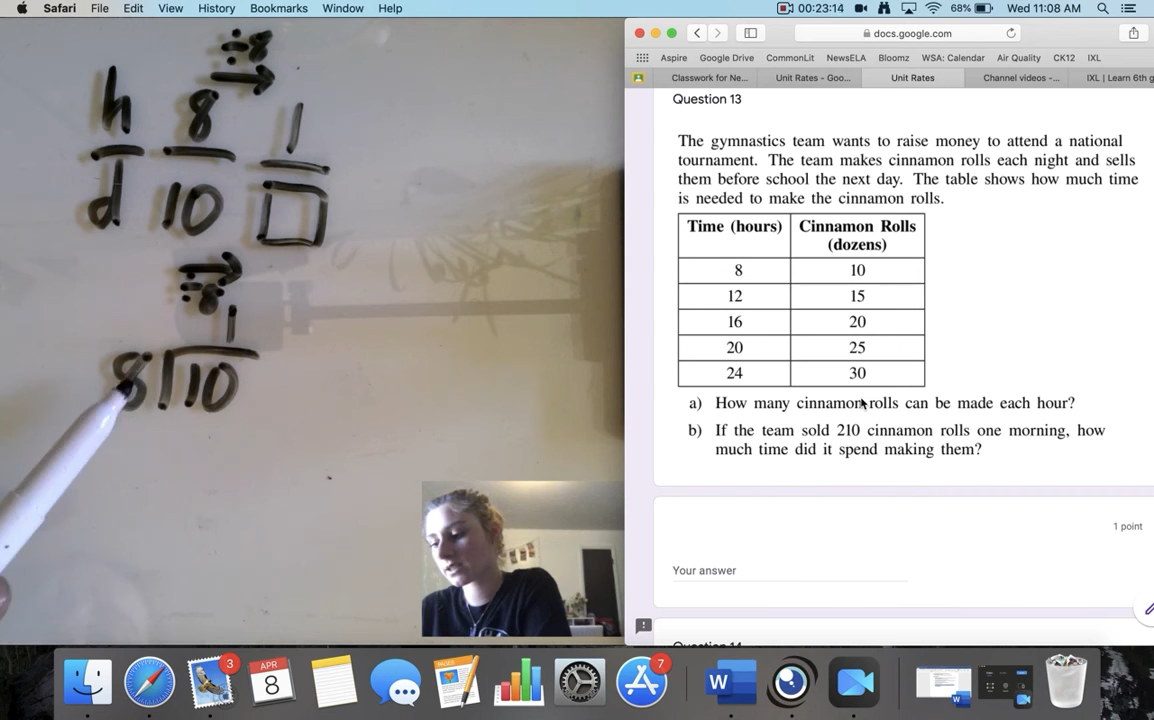 Safari File Edit View History Bookmarks Window Help
00:23:14 68% Wed 11:08 AM
÷8
h 8 1
d 10
÷8
1
8 10
docs.google.com
Aspire Google Drive CommonLit NewsELA Bloomz WSA: Calendar Air Quality CK12 IXL
Classwork for Ne... Unit Rates - Goo... Unit Rates Channel videos -... IXL | Learn 6th g
Question 13
The gymnastics team wants to raise money to attend a national
tournament. The team makes cinnamon rolls each night and sells
them before school the next day. The table shows how much time
is needed to make the cinnamon rolls.
Time (hours) Cinnamon Rolls
(dozens)
8 10
12 15
16 20
20 25
24 30
a) How many cinnamon rolls can be made each hour?
b) If the team sold 210 cinnamon rolls one morning, how
much time did it spend making them?
1 point
Your answer
Question 14
3
APR
8
PAGES
7
W